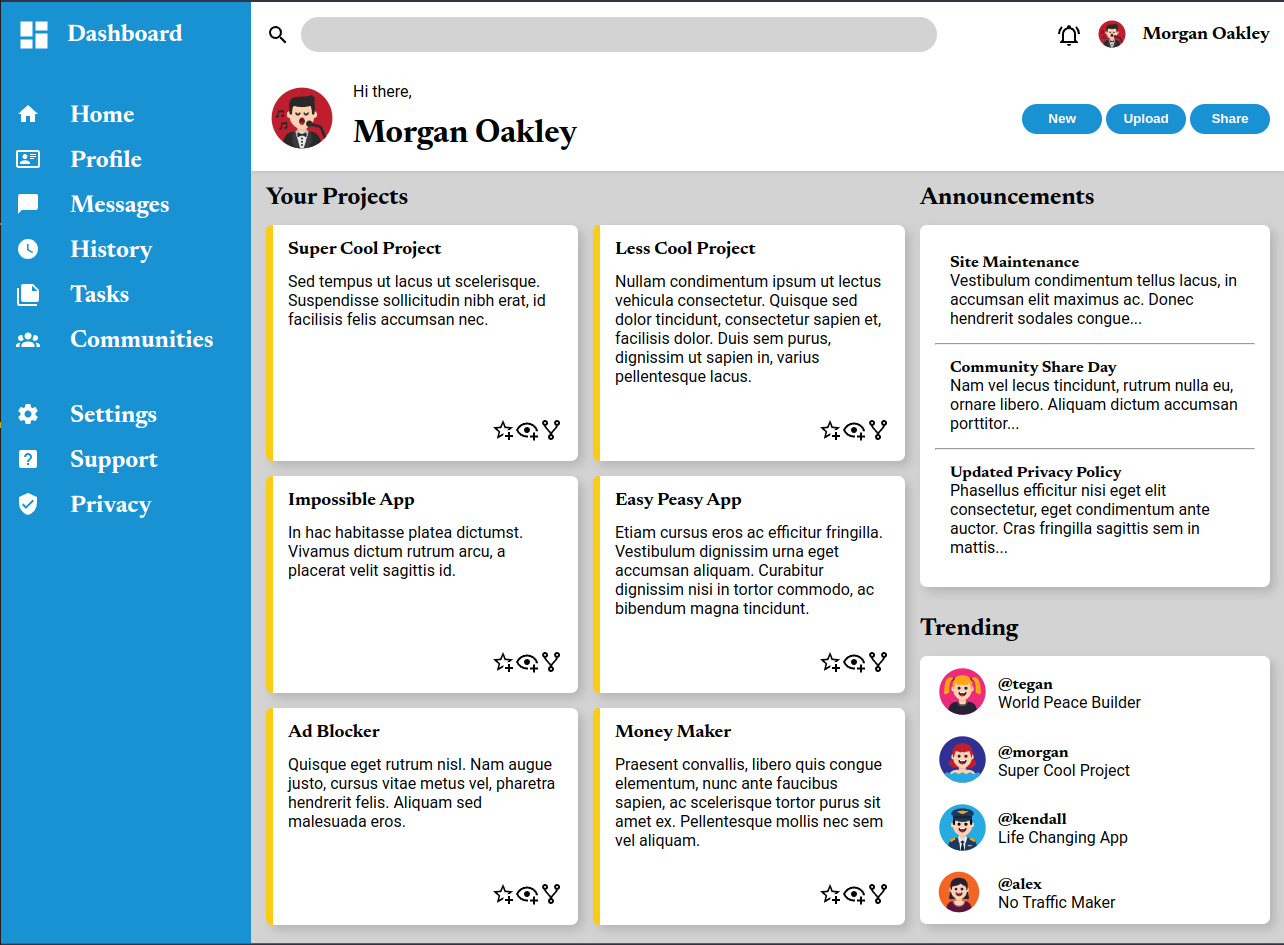 Dashboard
Home
Profile
Messages
History
Tasks
Communities
Settings
Support
Privacy
Morgan Oakley
Hi there,
Morgan Oakley
New
Upload
Share
Your Projects
Super Cool Project
Sed tempus ut lacus ut scelerisque.
Suspendisse sollicitudin nibh erat, id
facilisis felis accumsan nec.
Less Cool Project
Nullam condimentum ipsum ut lectus
vehicula consectetur. Quisque sed
dolor tincidunt, consectetur sapien et,
facilisis dolor. Duis sem purus,
dignissim ut sapien in, varius
pellentesque lacus.
Impossible App
In hac habitasse platea dictumst.
Vivamus dictum rutrum arcu, a
placerat velit sagittis id.
Easy Peasy App
Etiam cursus eros ac efficitur fringilla.
Vestibulum dignissim urna eget
accumsan aliquam. Curabitur
dignissim nisi in tortor commodo, ac
bibendum magna tincidunt.
Ad Blocker
Quisque eget rutrum nisl. Nam augue
justo, cursus vitae metus vel, pharetra
hendrerit felis. Aliquam sed
malesuada eros.
Money Maker
Praesent convallis, libero quis congue
elementum, nunc ante faucibus
sapien, ac scelerisque tortor purus sit
amet ex. Pellentesque mollis nec sem
vel aliquam.
Announcements
Site Maintenance
Vestibulum condimentum tellus lacus, in
accumsan elit maximus ac. Donec
hendrerit sodales congue...
Community Share Day
Nam vel lecus tincidunt, rutrum nulla eu,
ornare libero. Aliquam dictum accumsan
porttitor...
Updated Privacy Policy
Phasellus efficitur nisi eget elit
consectetur, eget condimentum ante
auctor. Cras fringilla sagittis sem in
mattis...
Trending
@tegan
World Peace Builder
@morgan
Super Cool Project
@kendall
Life Changing App
@alex
No Traffic Maker